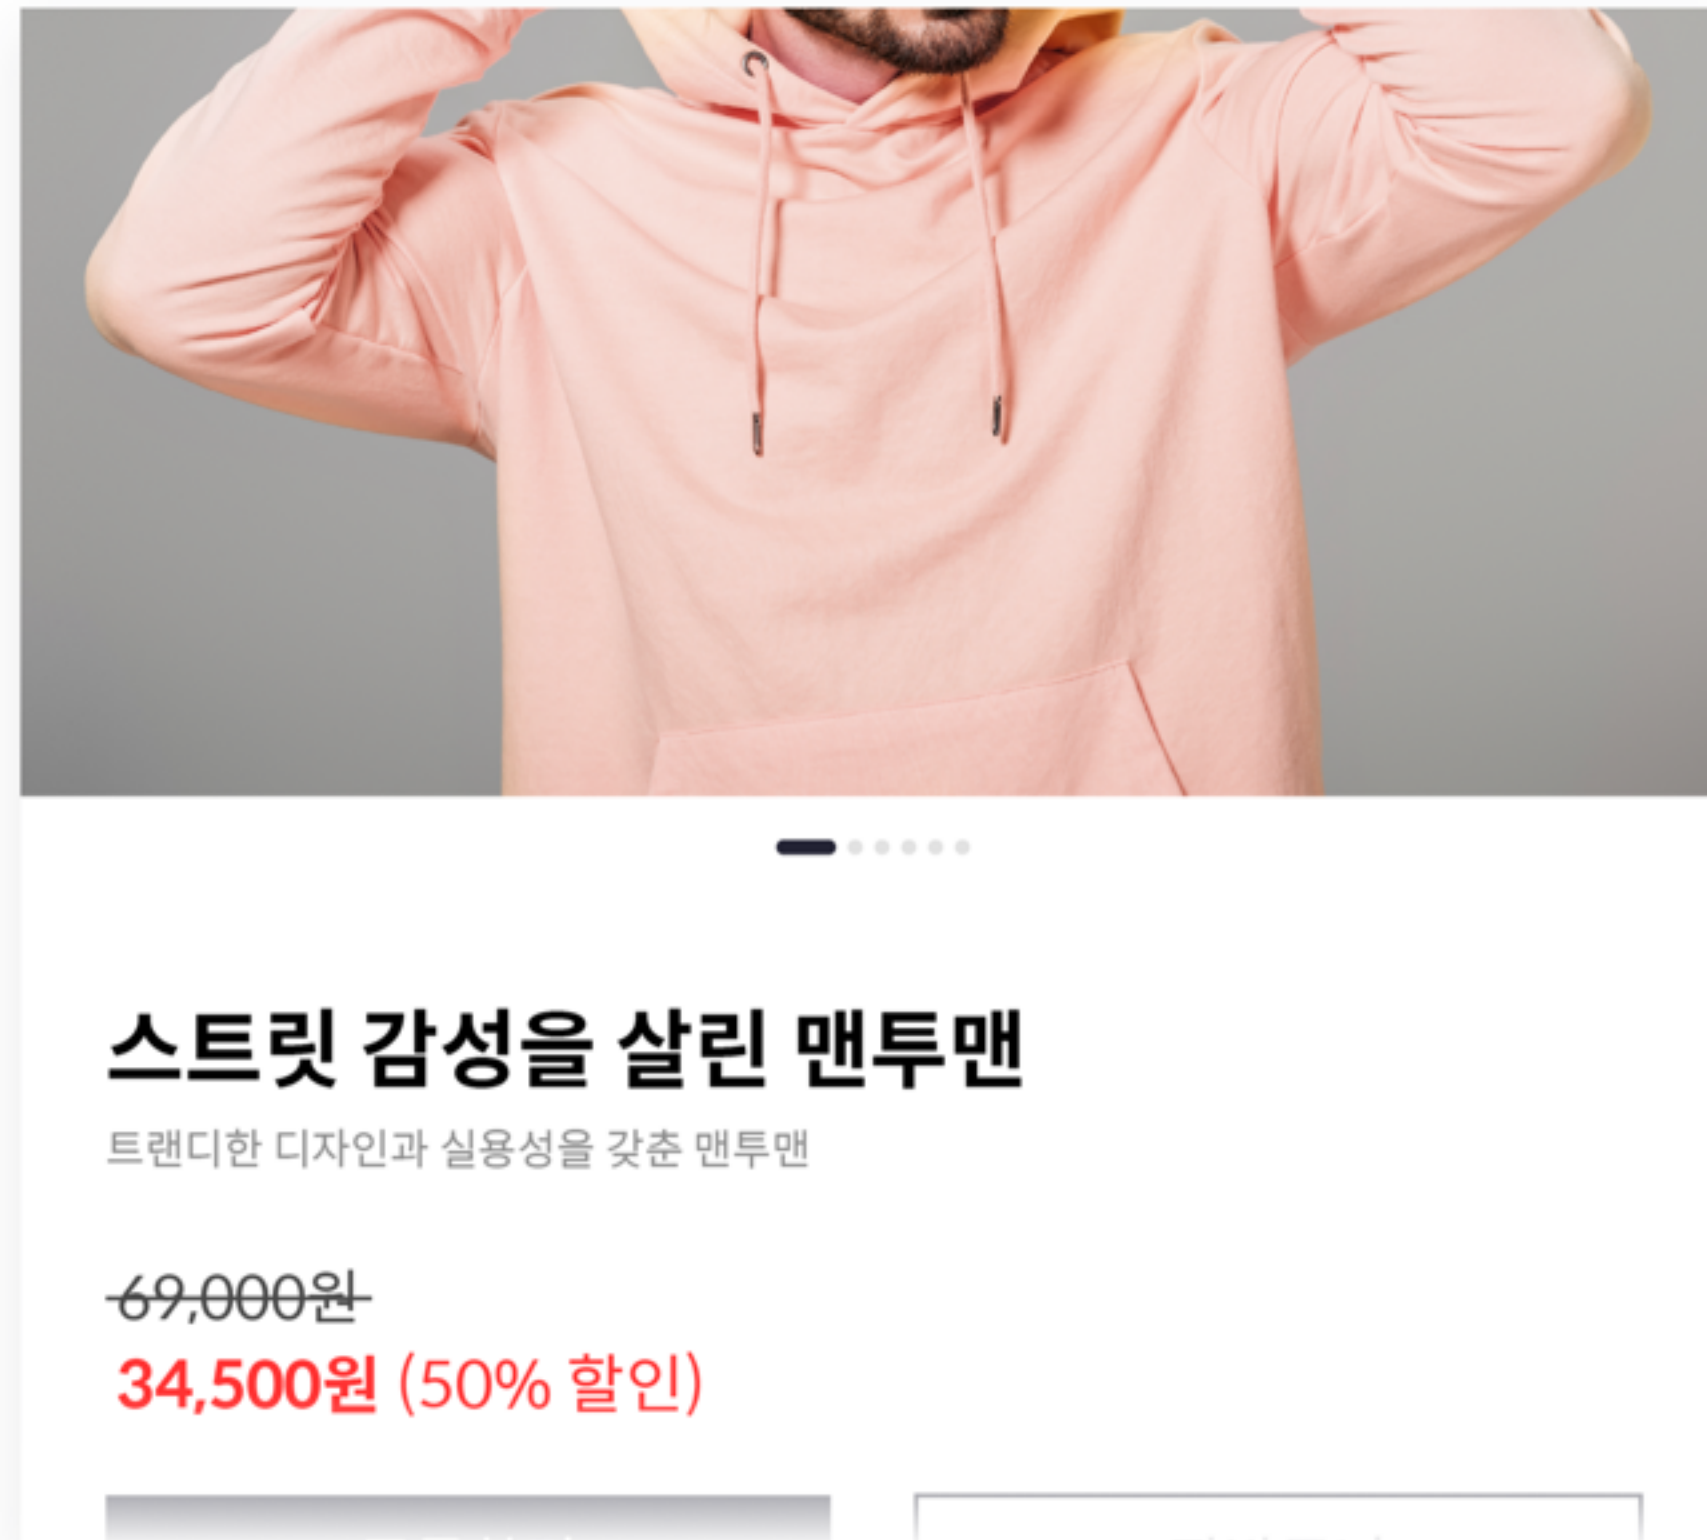 스트릿 감성을 살린 맨투맨
트랜디한 디자인과 실용성을 갖춘 맨투맨
69,000원
34,500원 (50% 할인)